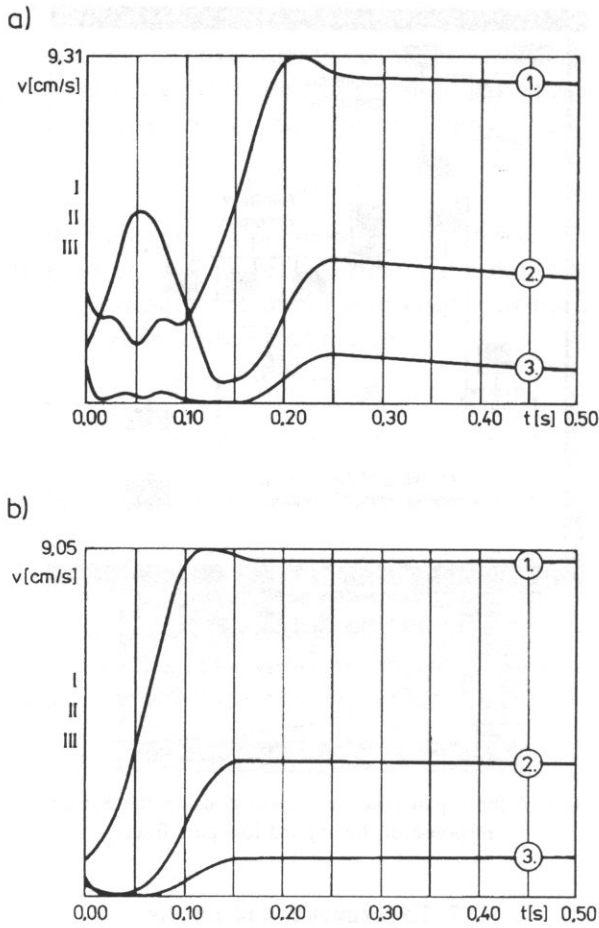 a)
9,31
v[cm/s]
1.
I
II
III
2.
3.
0,00 0,10 0,20 0,30 0,40 t[s] 0,50
b)
9,05
v[cm/s]
1.
I
II
III
2.
3.
0,00 0,10 0,20 0,30 0,40 t[s] 0,50